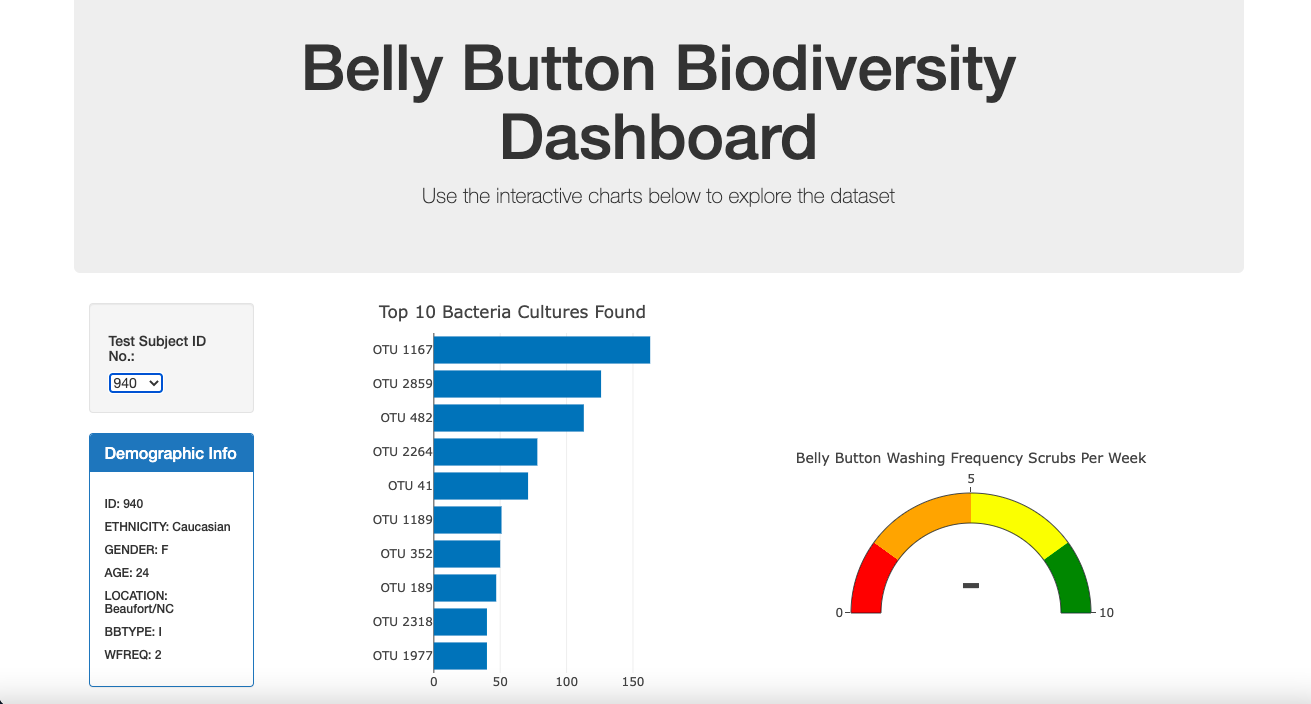 Belly Button Biodiversity
Dashboard
Use the interactive charts below to explore the dataset
Test Subject ID
No.:
940
Demographic Info
ID: 940
ETHNICITY: Caucasian
GENDER: F
AGE: 24
LOCATION:
Beaufort/NC
BBTYPE: I
WFREQ: 2
Top 10 Bacteria Cultures Found
OTU 1167
OTU 2859
OTU 482
OTU 2264
OTU 41
OTU 1189
OTU 352
OTU 189
OTU 2318
OTU 1977
0 50 100 150
Belly Button Washing Frequency Scrubs Per Week
5
-
0 10